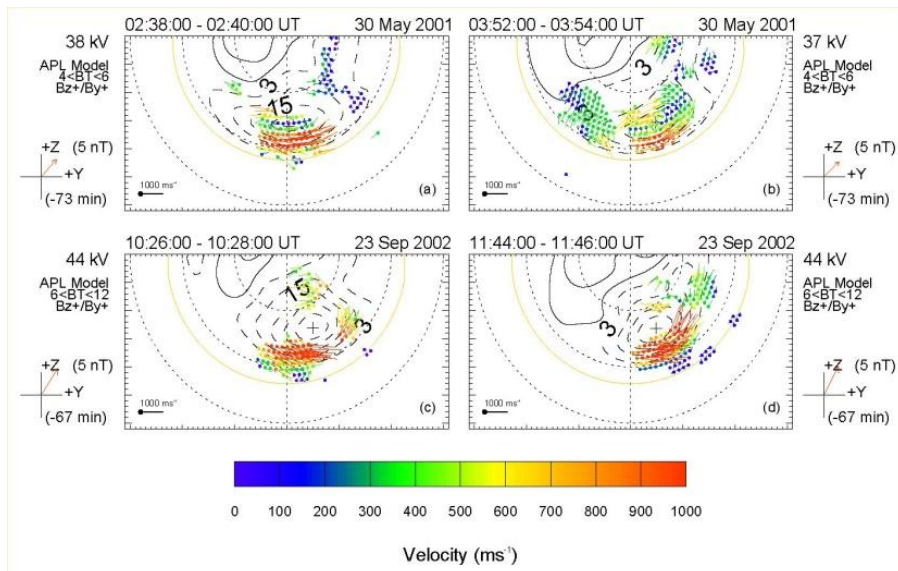 02:38:00 - 02:40:00 UT 30 May 2001
38 kV
APL Model
4<BT<6
Bz+/By+
+Z (5 nT)
+Y
(-73 min)
3
15
1000 ms⁻¹
(a)
03:52:00 - 03:54:00 UT 30 May 2001
37 kV
APL Model
4<BT<6
Bz+/By+
+Z (5 nT)
+Y
(-73 min)
3
1000 ms⁻¹
(b)
10:26:00 - 10:28:00 UT 23 Sep 2002
44 kV
APL Model
6<BT<12
Bz+/By+
+Z (5 nT)
+Y
(-67 min)
15
3
1000 ms⁻¹
(c)
11:44:00 - 11:46:00 UT 23 Sep 2002
44 kV
APL Model
6<BT<12
Bz+/By+
+Z (5 nT)
+Y
(-67 min)
3
1000 ms⁻¹
(d)
0 100 200 300 400 500 600 700 800 900 1000
Velocity (ms⁻¹)